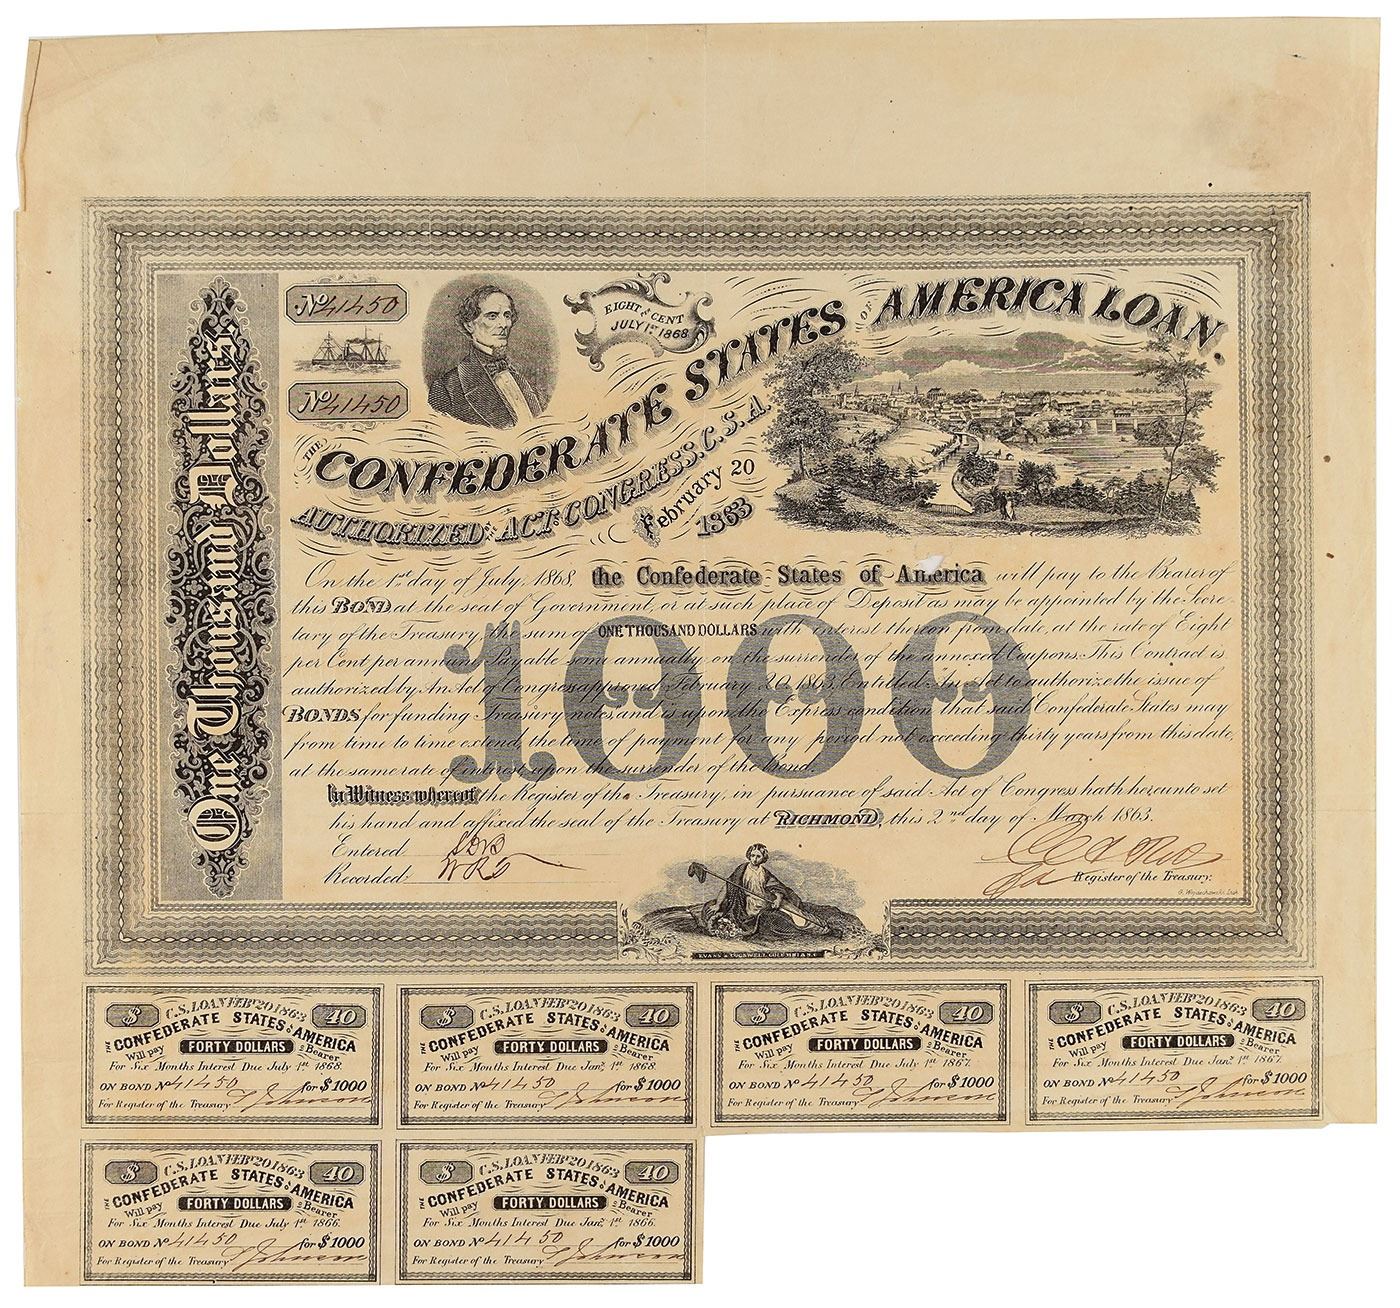 One Thousand Dollars
No 41450
No 41450
EIGHT PR CENT
JULY 1st 1868
THE CONFEDERATE STATES OF AMERICA LOAN.
AUTHORIZED BY ACT OF CONGRESS, C.S.A.
February 20
1863
On the 1st day of July, 1868, the Confederate States of America will pay to the Bearer of
this BOND at the seat of Government, or at such place of Deposit as may be appointed by the Secre-
tary of the Treasury, the sum of ONE THOUSAND DOLLARS with interest thereon from date, at the rate of Eight
per Cent per annum Payable semi annually on the surrender of the annexed Coupons. This Contract is
authorized by An Act of Congress approved February 20, 1863, Entitled An Act to authorize the issue of
BONDS for funding Treasury notes, and is upon the Express condition that said Confederate States may
from time to time extend the time of payment for any period not exceeding thirty years from this date,
at the same rate of interest, upon the surrender of the Bond.
1000
In Witness whereof, the Register of the Treasury, in pursuance of said Act of Congress hath hereunto set
his hand and affixed the seal of the Treasury at RICHMOND, this 2nd day of March 1863.
Entered
Recorded:
Register of the Treasury.
EVANS & COGSWELL COLUMBIA S.C
$ C.S. LOAN FEBY 20 1863 40
THE CONFEDERATE STATES OF AMERICA
Will pay FORTY DOLLARS to Bearer
For Six Months Interest Due July 1st 1868.
ON BOND No 41450 for $1000
For Register of the Treasury
$ C.S. LOAN FEBY 20 1863 40
THE CONFEDERATE STATES OF AMERICA
Will pay FORTY DOLLARS to Bearer
For Six Months Interest Due Jany 1st 1868.
ON BOND No 41450 for $1000
For Register of the Treasury
$ C.S. LOAN FEBY 20 1863 40
THE CONFEDERATE STATES OF AMERICA
Will pay FORTY DOLLARS to Bearer
For Six Months Interest Due July 1st 1867.
ON BOND No 41450 for $1000
For Register of the Treasury
$ C.S. LOAN FEBY 20 1863 40
THE CONFEDERATE STATES OF AMERICA
Will pay FORTY DOLLARS to Bearer
For Six Months Interest Due Jany 1st 1867.
ON BOND No 41450 for $1000
For Register of the Treasury
$ C.S. LOAN FEBY 20 1863 40
THE CONFEDERATE STATES OF AMERICA
Will pay FORTY DOLLARS to Bearer
For Six Months Interest Due July 1st 1866.
ON BOND No 41450 for $1000
For Register of the Treasury
$ C.S. LOAN FEBY 20 1863 40
THE CONFEDERATE STATES OF AMERICA
Will pay FORTY DOLLARS to Bearer
For Six Months Interest Due Jany 1st 1866.
ON BOND No 41450 for $1000
For Register of the Treasury